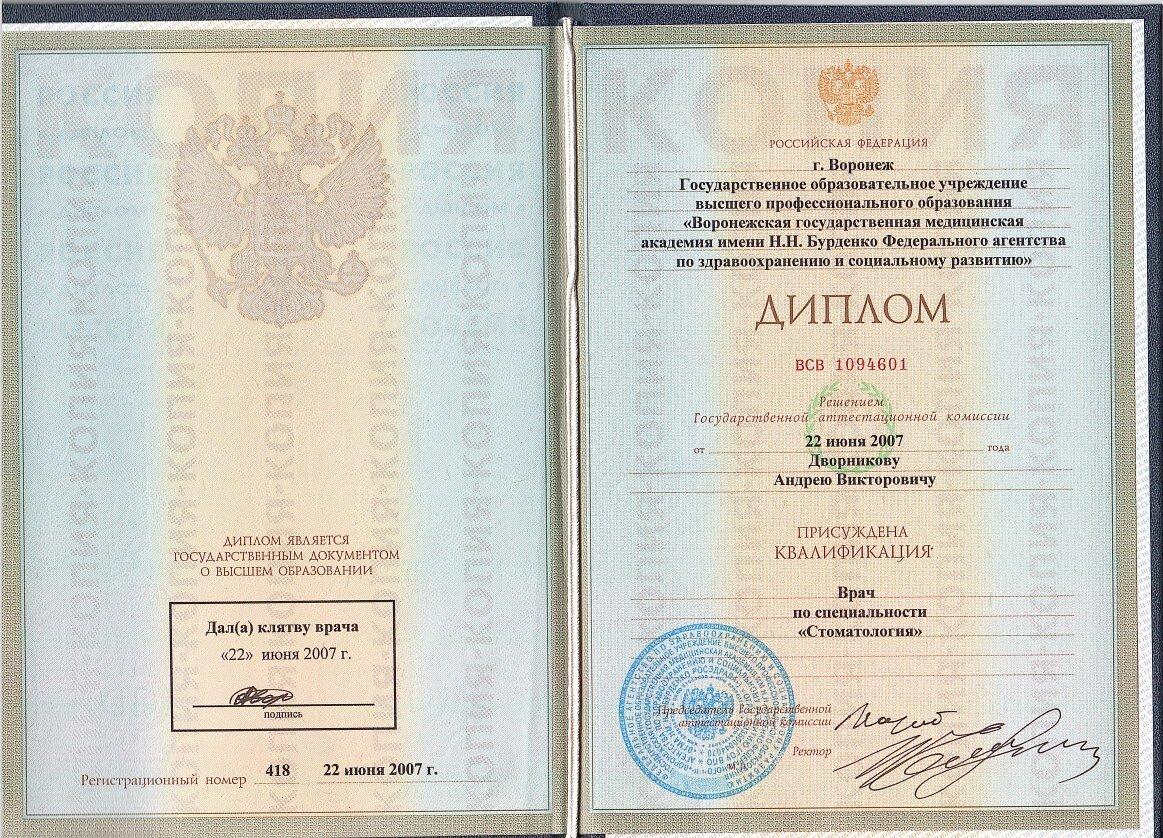 КОПИЯ
РОССИЯ
ДИПЛОМ ЯВЛЯЕТСЯ
ГОСУДАРСТВЕННЫМ ДОКУМЕНТОМ
О ВЫСШЕМ ОБРАЗОВАНИИ
Дал(а) клятву врача
«22» июня 2007 г.
подпись
Регистрационный номер 418 22 июня 2007 г.
КОПИЯ
РОССИЙСКАЯ ФЕДЕРАЦИЯ
г. Воронеж
Государственное образовательное учреждение
высшего профессионального образования
«Воронежская государственная медицинская
академия имени Н.Н. Бурденко Федерального агентства
по здравоохранению и социальному развитию»
ДИПЛОМ
ВСВ 1094601
Решением
Государственной аттестационной комиссии
от 22 июня 2007 года
Дворникову
Андрею Викторовичу
ПРИСУЖДЕНА
КВАЛИФИКАЦИЯ
Врач
по специальности
«Стоматология»
Председатель Государственной
аттестационной комиссии
Ректор